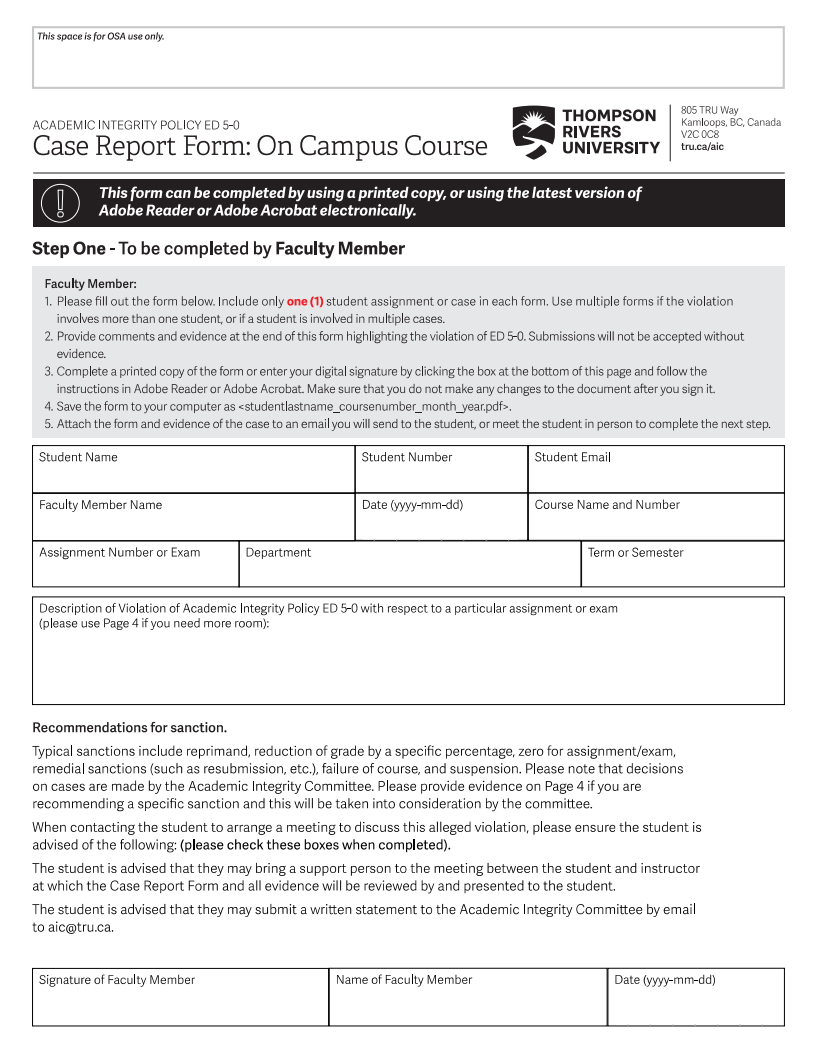 This space is for OSA use only.
ACADEMIC INTEGRITY POLICY ED 5-0
Case Report Form: On Campus Course
THOMPSON
RIVERS
UNIVERSITY
805 TRU Way
Kamloops, BC, Canada
V2C 0C8
tru.ca/aic
This form can be completed by using a printed copy, or using the latest version of
Adobe Reader or Adobe Acrobat electronically.
Step One - To be completed by Faculty Member
Faculty Member:
1. Please fill out the form below. Include only one (1) student assignment or case in each form. Use multiple forms if the violation
involves more than one student, or if a student is involved in multiple cases.
2. Provide comments and evidence at the end of this form highlighting the violation of ED 5-0. Submissions will not be accepted without
evidence.
3. Complete a printed copy of the form or enter your digital signature by clicking the box at the bottom of this page and follow the
instructions in Adobe Reader or Adobe Acrobat. Make sure that you do not make any changes to the document after you sign it.
4. Save the form to your computer as <studentlastname_coursenumber_month_year.pdf>.
5. Attach the form and evidence of the case to an email you will send to the student, or meet the student in person to complete the next step.
Student Name
Student Number
Student Email
Faculty Member Name
Date (yyyy-mm-dd)
Course Name and Number
Assignment Number or Exam
Department
Term or Semester
Description of Violation of Academic Integrity Policy ED 5-0 with respect to a particular assignment or exam
(please use Page 4 if you need more room):
Recommendations for sanction.
Typical sanctions include reprimand, reduction of grade by a specific percentage, zero for assignment/exam,
remedial sanctions (such as resubmission, etc.), failure of course, and suspension. Please note that decisions
on cases are made by the Academic Integrity Committee. Please provide evidence on Page 4 if you are
recommending a specific sanction and this will be taken into consideration by the committee.
When contacting the student to arrange a meeting to discuss this alleged violation, please ensure the student is
advised of the following: (please check these boxes when completed).
The student is advised that they may bring a support person to the meeting between the student and instructor
at which the Case Report Form and all evidence will be reviewed by and presented to the student.
The student is advised that they may submit a written statement to the Academic Integrity Committee by email
to aic@tru.ca.
Signature of Faculty Member
Name of Faculty Member
Date (yyyy-mm-dd)